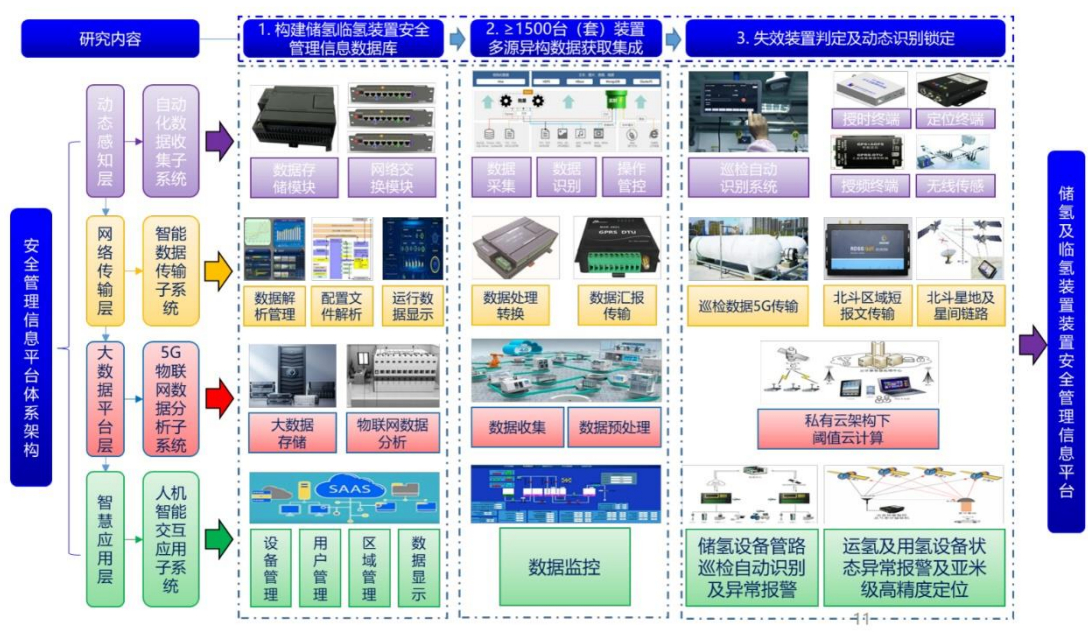 研究内容
1. 构建储氢临氢装置安全
管理信息数据库
2. ≥1500台（套）装置
多源异构数据获取集成
3. 失效装置判定及动态识别锁定
安全管理信息平台体系架构
动态感知层
自动化数据收集子系统
数据存
储模块
网络交
换模块
数据
采集
数据
识别
操作
管控
巡检自动
识别系统
授时终端
定位终端
授频终端
无线传感
网络传输层
智能数据传输子系统
GPRS DTU
数据解
析管理
配置文
件解析
运行数
据显示
数据处理
转换
数据汇报
传输
巡检数据5G传输
北斗区域短
报文传输
北斗星地及
星间链路
大数据平台层
5G物联网数据分析子系统
大数据
存储
物联网数据
分析
数据收集
数据预处理
私有云架构下
阈值云计算
智慧应用层
人机智能交互应用子系统
SAAS
设备管理
用户管理
区域管理
数据显示
数据监控
储氢设备管路
巡检自动识别
及异常报警
运氢及用氢设备状
态异常报警及亚米
级高精度定位
储氢及临氢装置装置安全管理信息平台
11